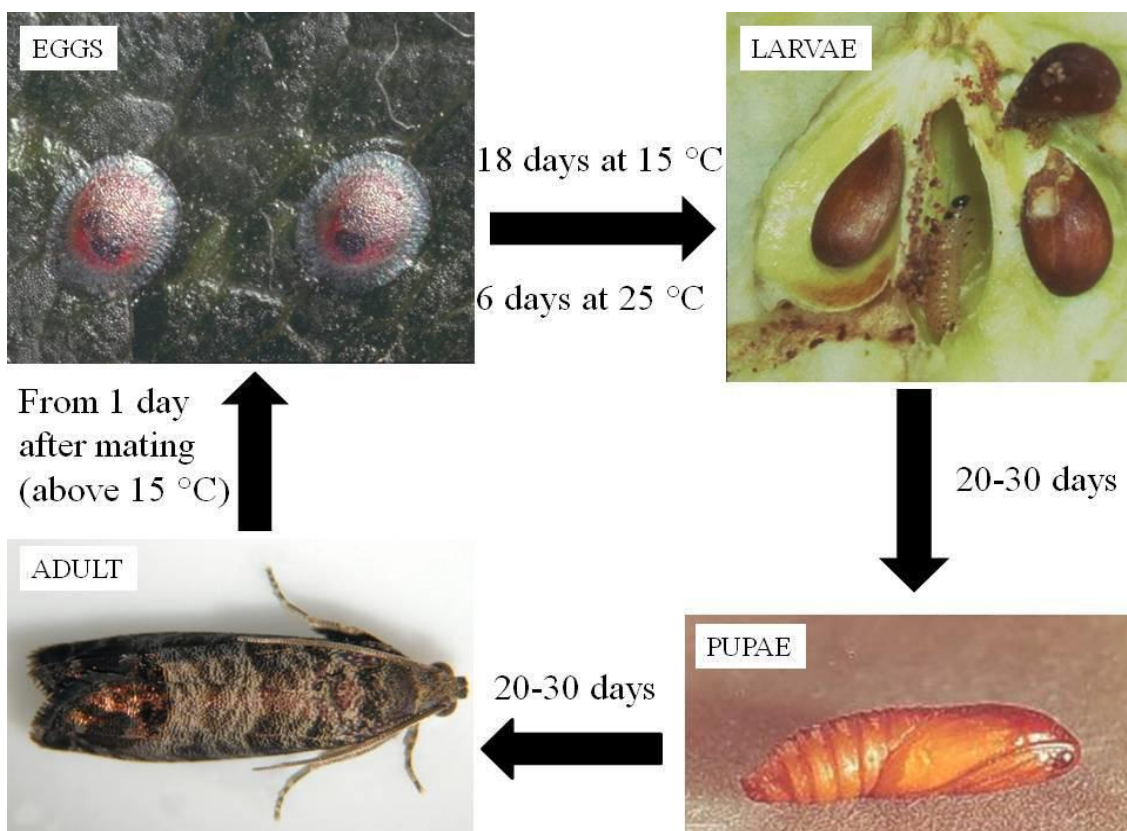 EGGS
LARVAE
18 days at 15 °C
6 days at 25 °C
From 1 day
after mating
(above 15 °C)
20-30 days
ADULT
20-30 days
PUPAE